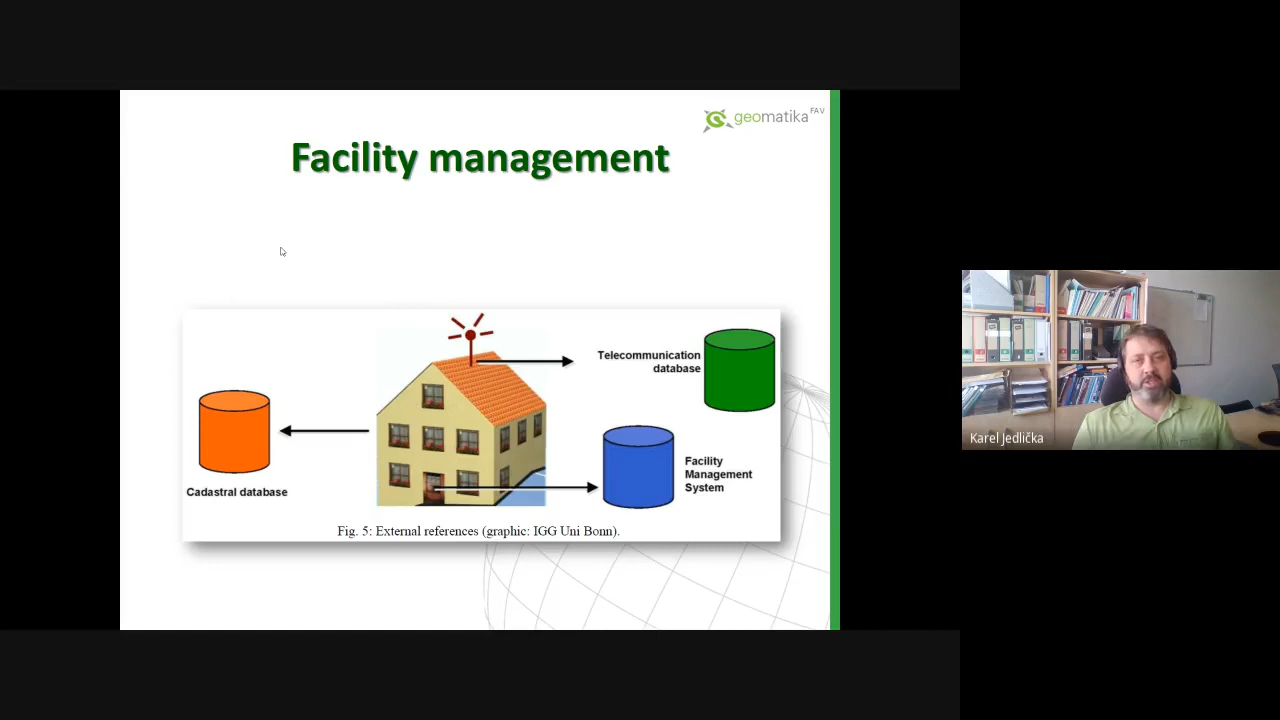 geomatika FAV
Facility management
Telecommunication
database
Facility
Management
System
Cadastral database
Fig. 5: External references (graphic: IGG Uni Bonn).
Karel Jedlička